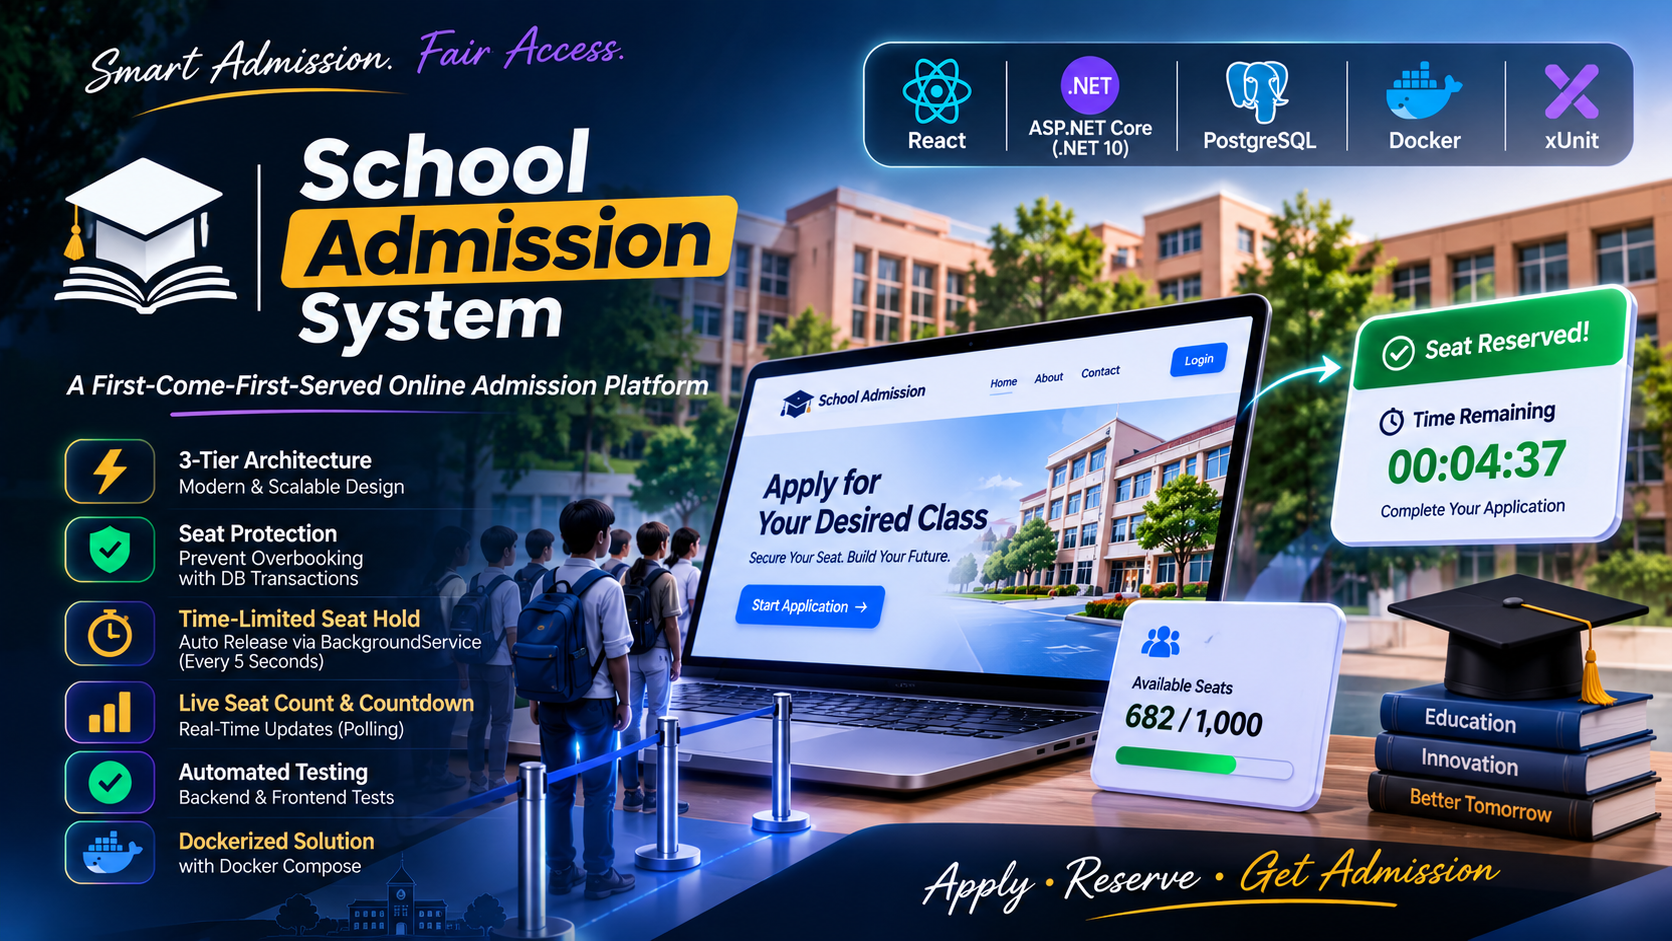 Smart Admission. Fair Access.
School
Admission
System
A First-Come-First-Served Online Admission Platform
3-Tier Architecture
Modern & Scalable Design
Seat Protection
Prevent Overbooking
with DB Transactions
Time-Limited Seat Hold
Auto Release via BackgroundService
(Every 5 Seconds)
Live Seat Count & Countdown
Real-Time Updates (Polling)
Automated Testing
Backend & Frontend Tests
Dockerized Solution
with Docker Compose
React
.NET
ASP.NET Core
(.NET 10)
PostgreSQL
Docker
xUnit
School Admission
Home About Contact
Login
Apply for
Your Desired Class
Secure Your Seat. Build Your Future.
Start Application →
Seat Reserved!
Time Remaining
00:04:37
Complete Your Application
Available Seats
682 / 1,000
Education
Innovation
Better Tomorrow
Apply • Reserve • Get Admission